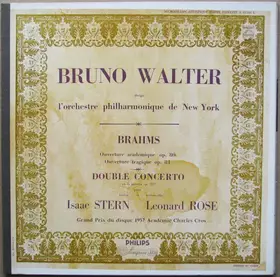 BRUNO WALTER
dirige
l'orchestre philharmonique de New York
BRAHMS
Ouverture académique op. 80
Ouverture tragique op. 81
DOUBLE CONCERTO
Isaac STERN Leonard ROSE
Grand Prix du disque 1957 Académie Charles Cros
PHILIPS